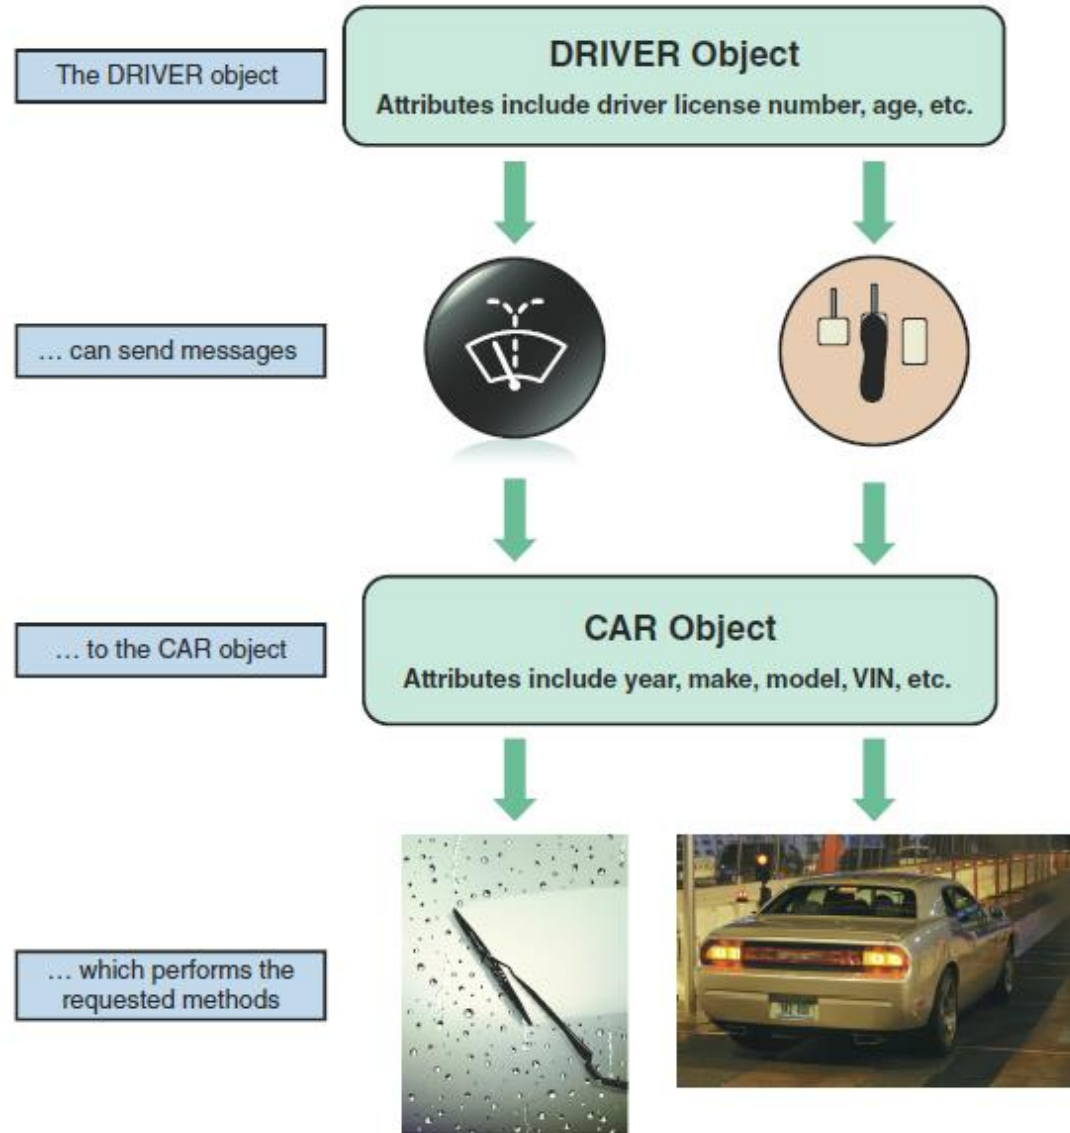 The DRIVER object
DRIVER Object
Attributes include driver license number, age, etc.
... can send messages
... to the CAR object
CAR Object
Attributes include year, make, model, VIN, etc.
... which performs the
requested methods